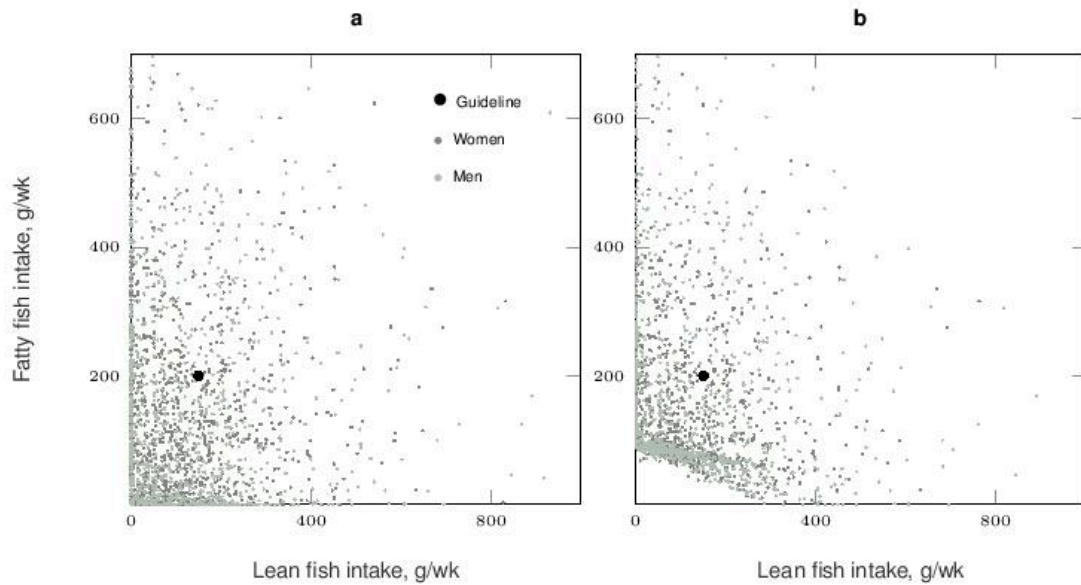 a
b
Guideline
Women
Men
600
400
200
0
400
800
600
400
200
0
400
800
Fatty fish intake, g/wk
Lean fish intake, g/wk
Lean fish intake, g/wk